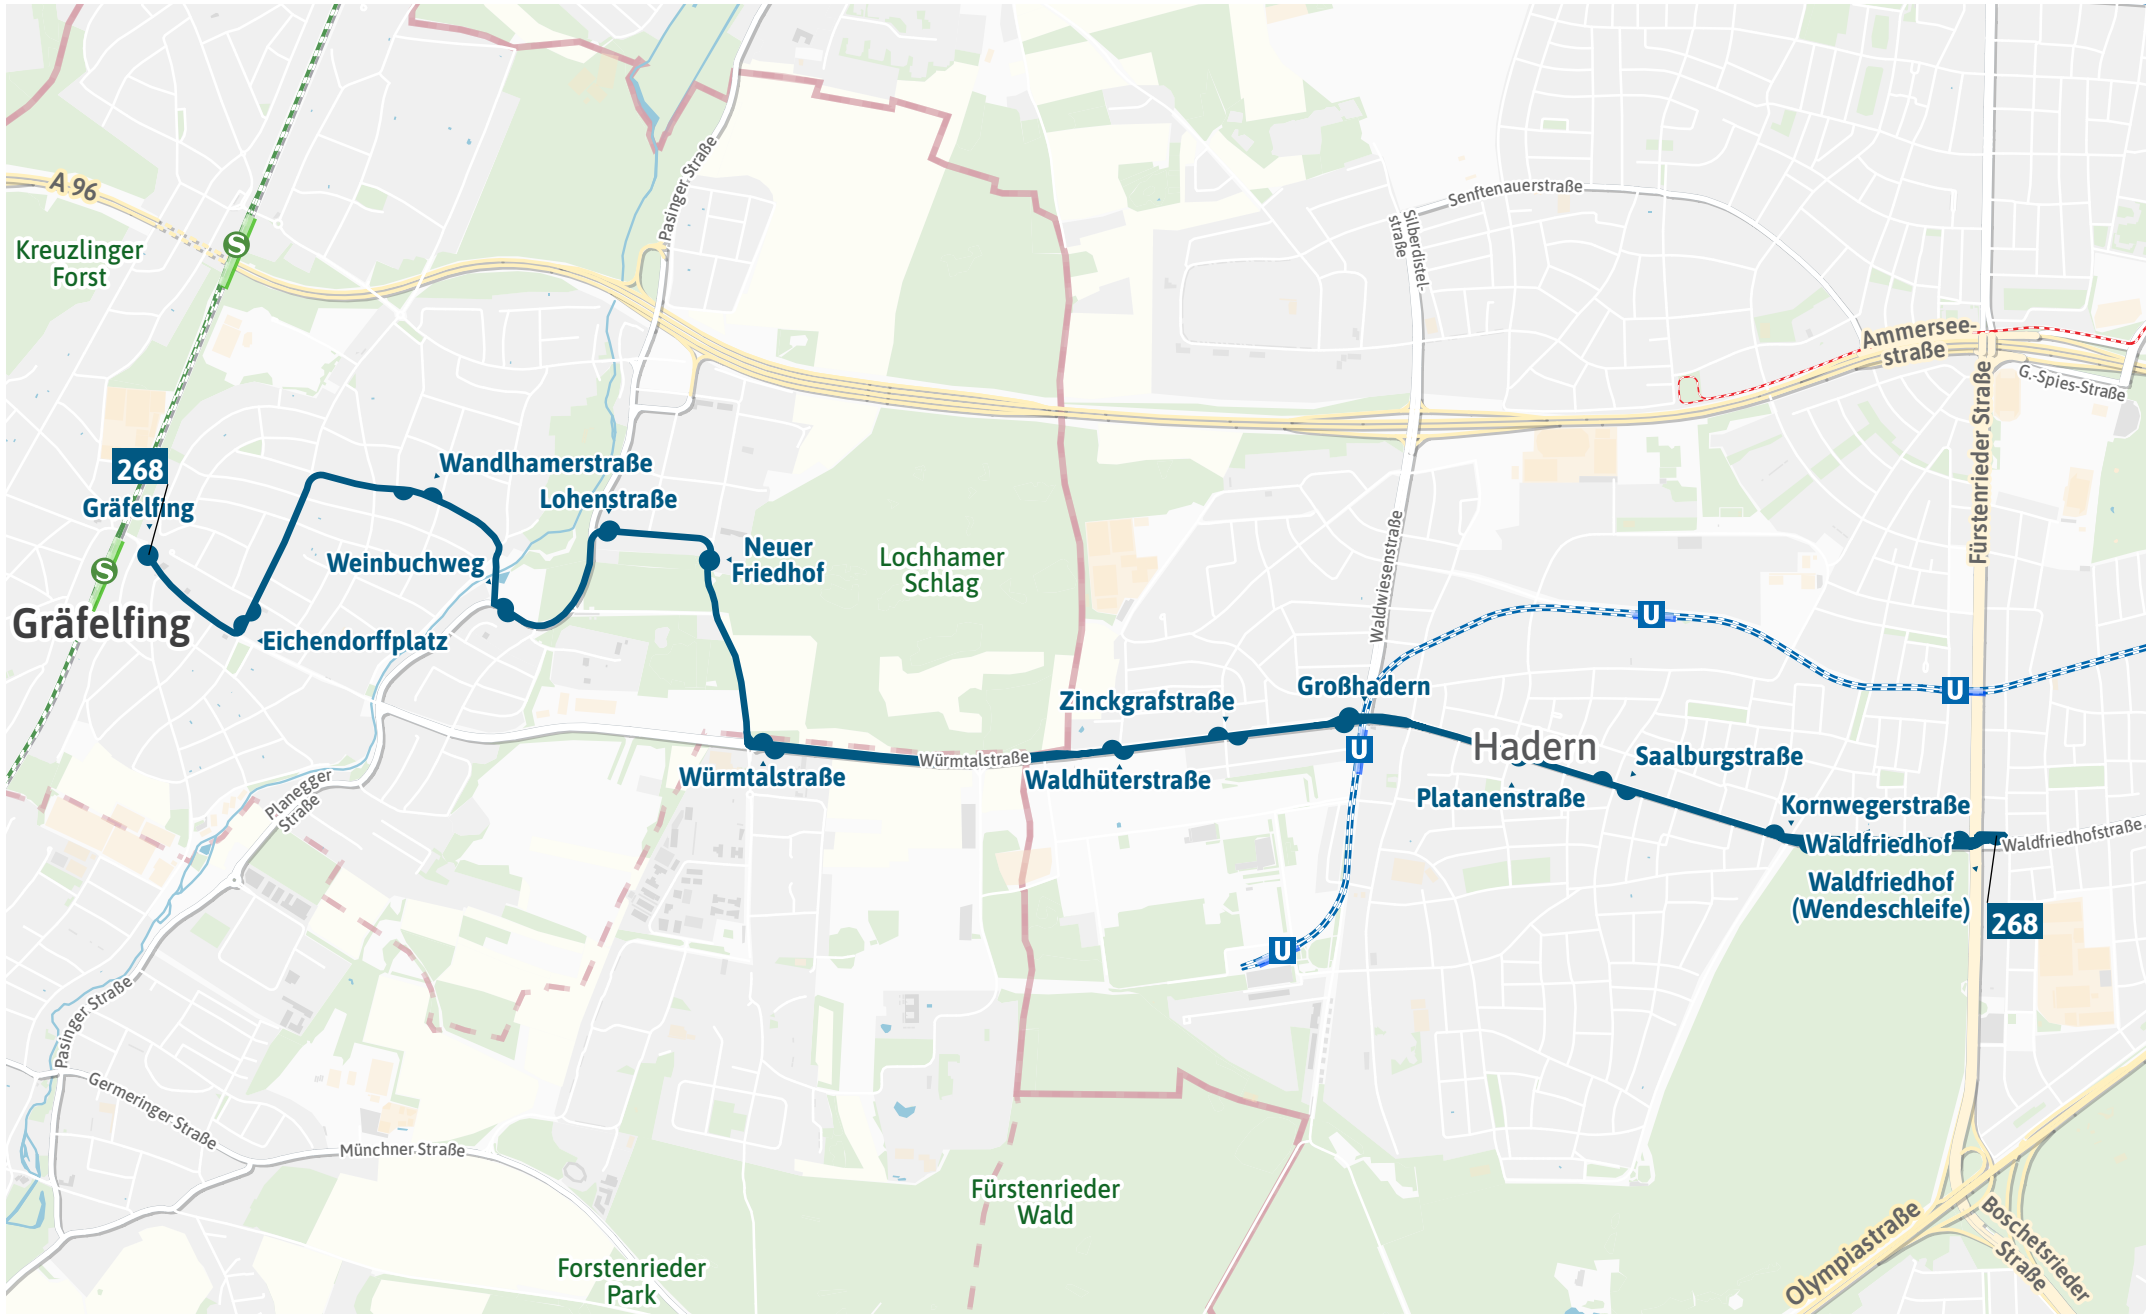 A 96
Kreuzlinger
Forst
S
Pasinger Straße
Senftenauerstraße
Silberdistel-
straße
Ammersee-
straße
G.-Spies-Straße
Fürstenrieder Straße
268
Gräfelfing
S
Gräfelfing
Wandlhamerstraße
Lohenstraße
Weinbuchweg
Neuer
Friedhof
Eichendorffplatz
Lochhamer
Schlag
Waldwiesenstraße
U
U
Großhadern
Zinckgrafstraße
U
Hadern
Würmtalstraße
Würmtalstraße
Waldhüterstraße
Saalburgstraße
Platanenstraße
Kornwegerstraße
Waldfriedhof
Waldfriedhofstraße
Waldfriedhof
(Wendeschleife)
268
Planegger
Straße
U
Pasinger Straße
Germeringer Straße
Münchner Straße
Fürstenrieder
Wald
Forstenrieder
Park
Olympiastraße
Boschetsrieder
Straße